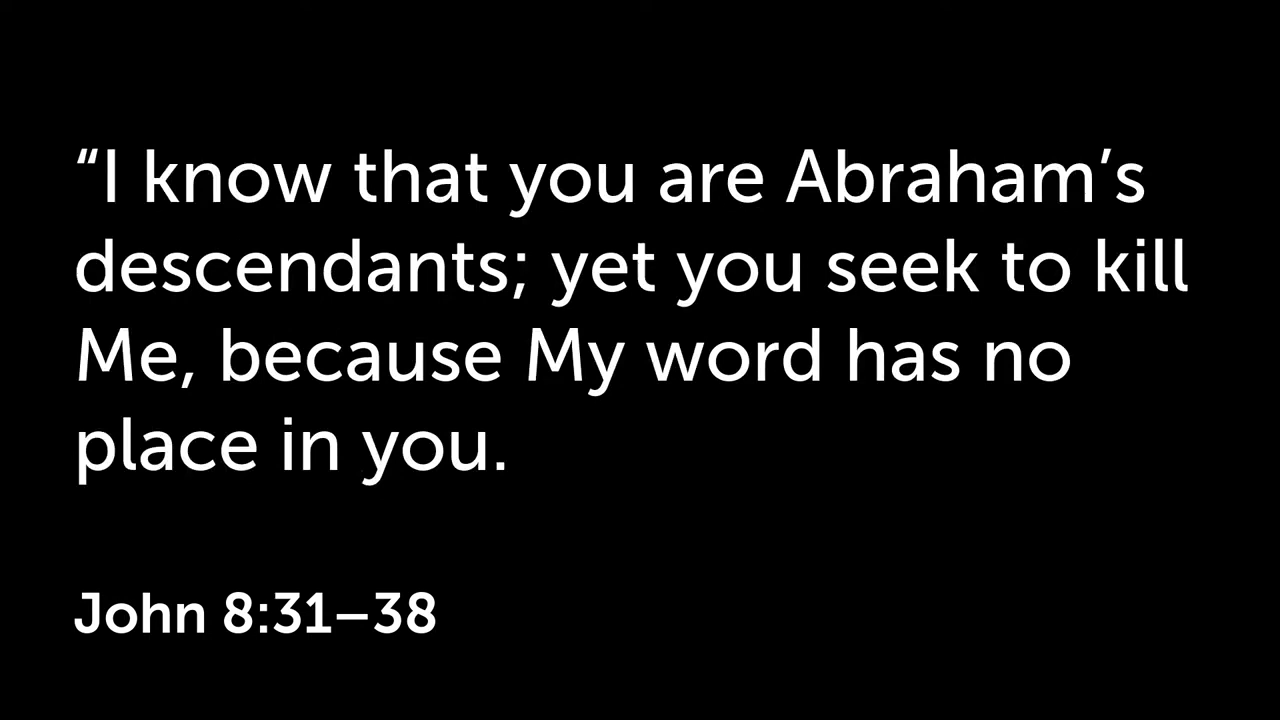 “I know that you are Abraham’s
descendants; yet you seek to kill
Me, because My word has no
place in you.
John 8:31–38